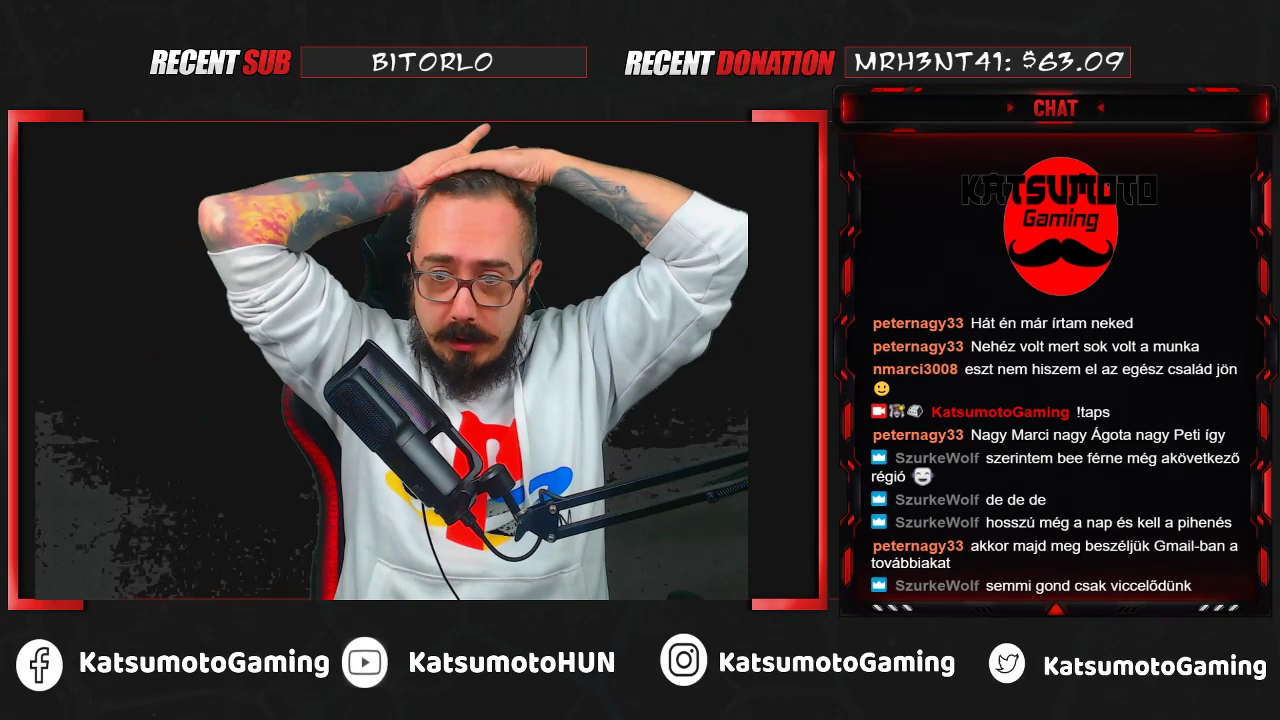 RECENT SUB BITORLO RECENT DONATION MRH3NT41: $63.09
CHAT
KATSUMOTO
Gaming
peternagy33 Hát én már írtam neked
peternagy33 Nehéz volt mert sok volt a munka
nmarci3008 eszt nem hiszem el az egész család jön
KatsumotoGaming !taps
peternagy33 Nagy Marci nagy Ágota nagy Peti így
SzurkeWolf szerintem bee férne még akövetkező
régió
SzurkeWolf de de de
SzurkeWolf hosszú még a nap és kell a pihenés
peternagy33 akkor majd meg beszéljük Gmail-ban a
továbbiakat
SzurkeWolf semmi gond csak viccelődünk
KatsumotoGaming KatsumotoHUN KatsumotoGaming KatsumotoGaming